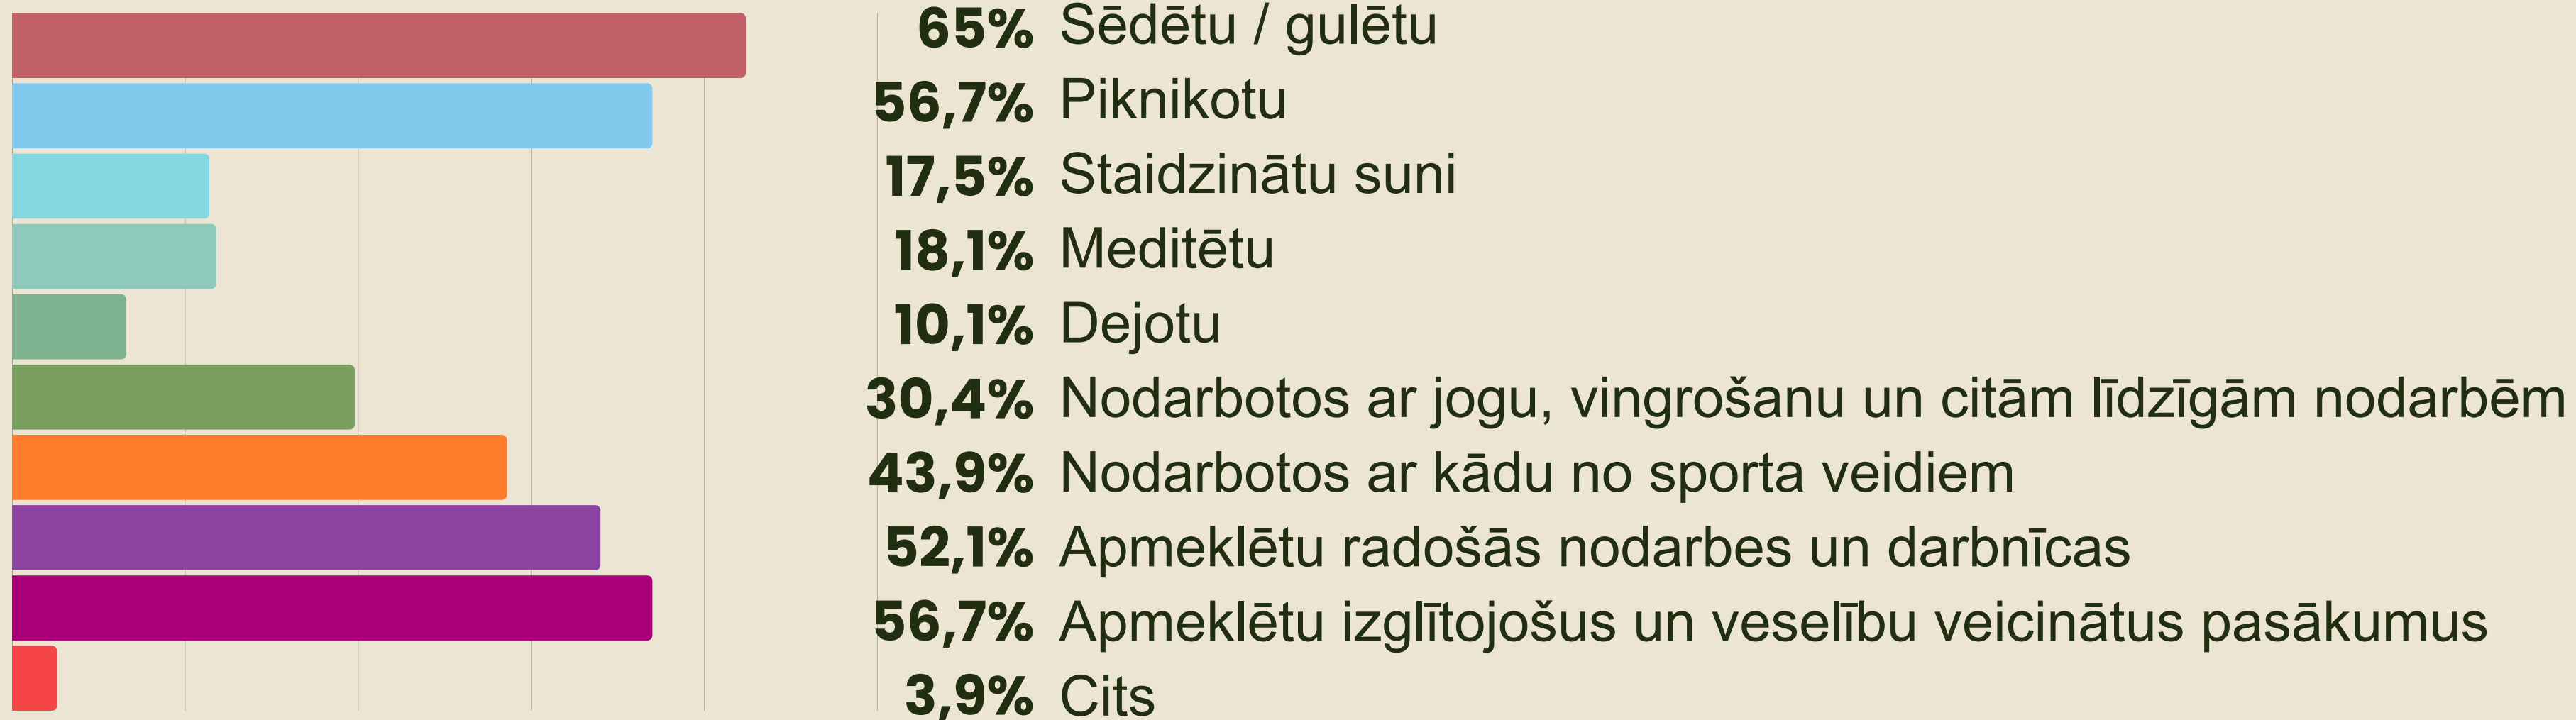 65% Sēdētu / gulētu
56,7% Piknikotu
17,5% Staidzinātu suni
18,1% Meditētu
10,1% Dejotu
30,4% Nodarbotos ar jogu, vingrošanu un citām līdzīgām nodarbēm
43,9% Nodarbotos ar kādu no sporta veidiem
52,1% Apmeklētu radošās nodarbes un darbnīcas
56,7% Apmeklētu izglītojošus un veselību veicinātus pasākumus
3,9% Cits